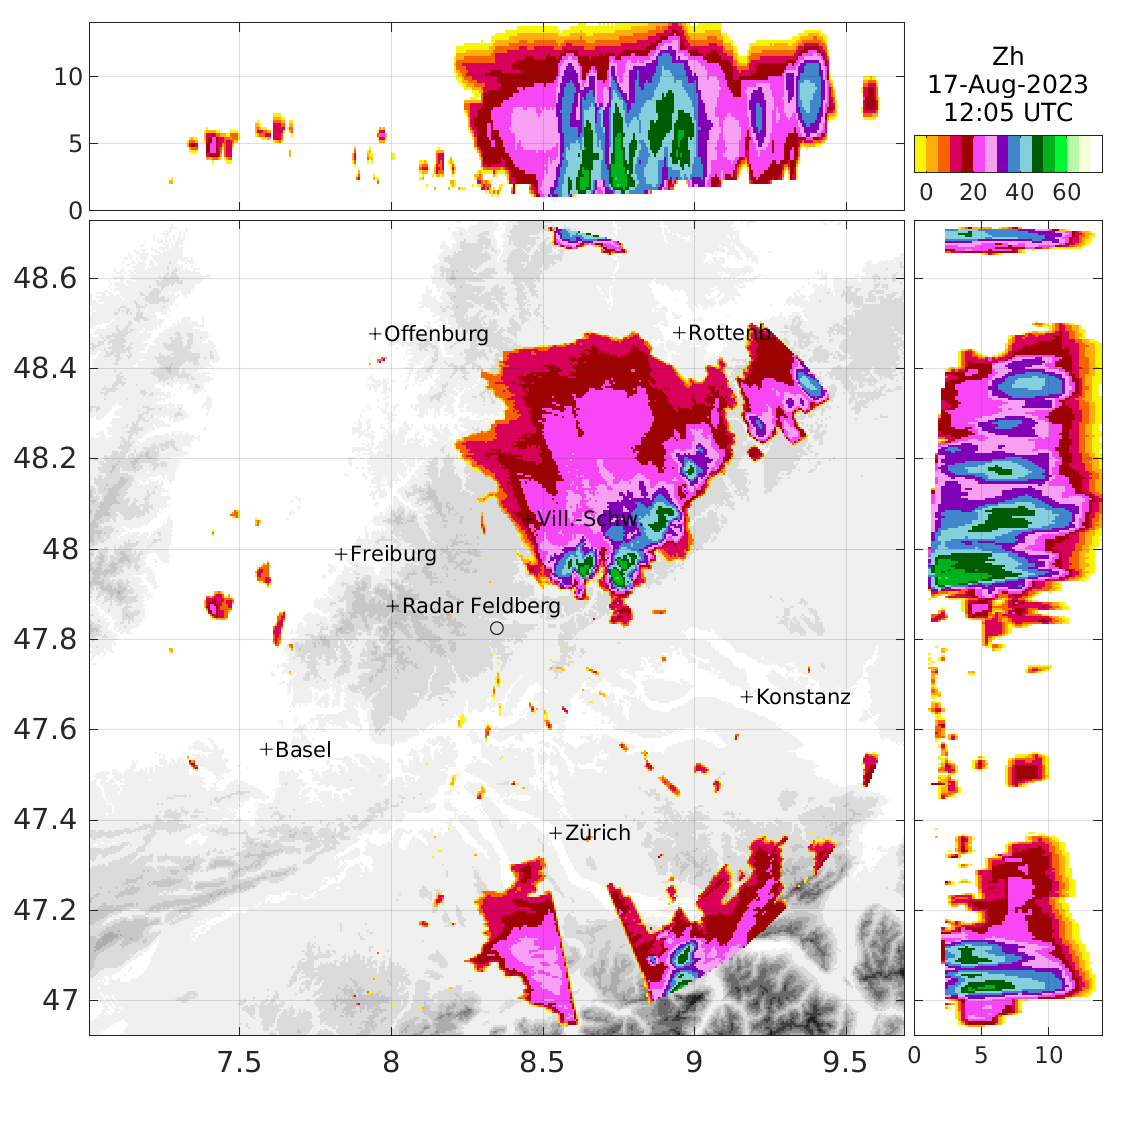 10
5
0
Zh
17-Aug-2023
12:05 UTC
0 20 40 60
48.6
48.4
48.2
48
47.8
47.6
47.4
47.2
47
+Offenburg
+Rottenb.
+Vill.-Schw.
+Freiburg
+Radar Feldberg
+Konstanz
+Basel
+Zürich
7.5 8 8.5 9 9.5
0 5 10